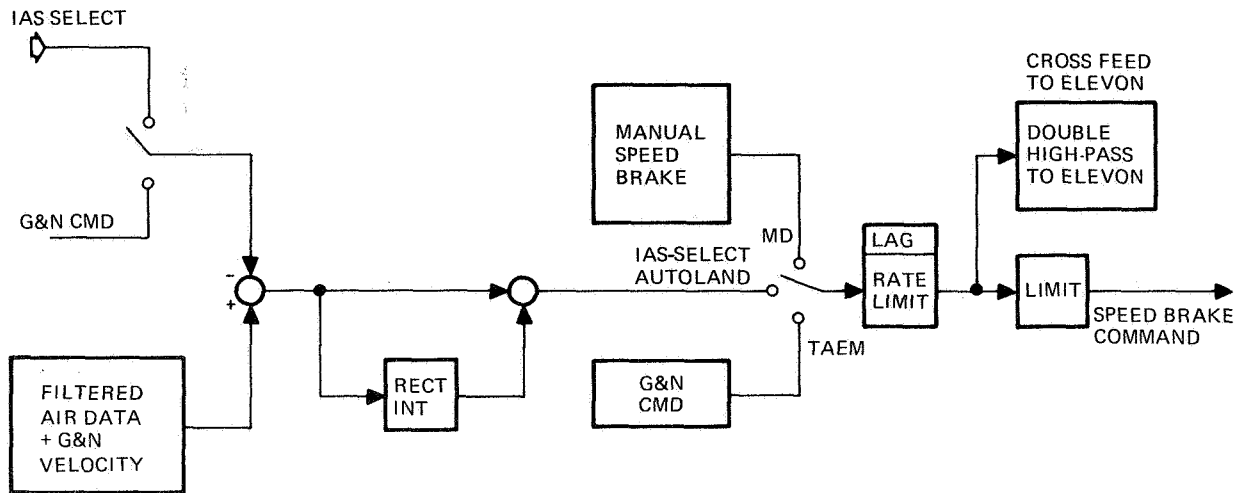 IAS SELECT
G&N CMD
-
+
FILTERED
AIR DATA
+ G&N
VELOCITY
RECT
INT
MANUAL
SPEED
BRAKE
MD
IAS-SELECT
AUTOLAND
TAEM
G&N
CMD
LAG
RATE
LIMIT
CROSS FEED
TO ELEVON
DOUBLE
HIGH-PASS
TO ELEVON
LIMIT
SPEED BRAKE
COMMAND